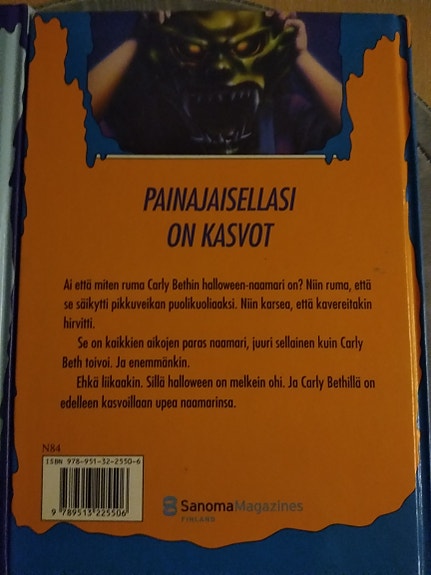 PAINAJAISELLASI
ON KASVOT
Ai että miten ruma Carly Bethin halloween-naamari on? Niin ruma, että
se säikytti pikkuveikan puolikuoliaaksi. Niin karsea, että kavereitakin
hirvitti.
Se on kaikkien aikojen paras naamari, juuri sellainen kuin Carly
Beth toivoi. Ja enemmänkin.
Ehkä liikaakin. Sillä halloween on melkein ohi. Ja Carly Bethillä on
edelleen kasvoillaan upea naamarinsa.
N84
ISBN 978-951-32-2550-6
9 789513 225506
SanomaMagazines
FINLAND